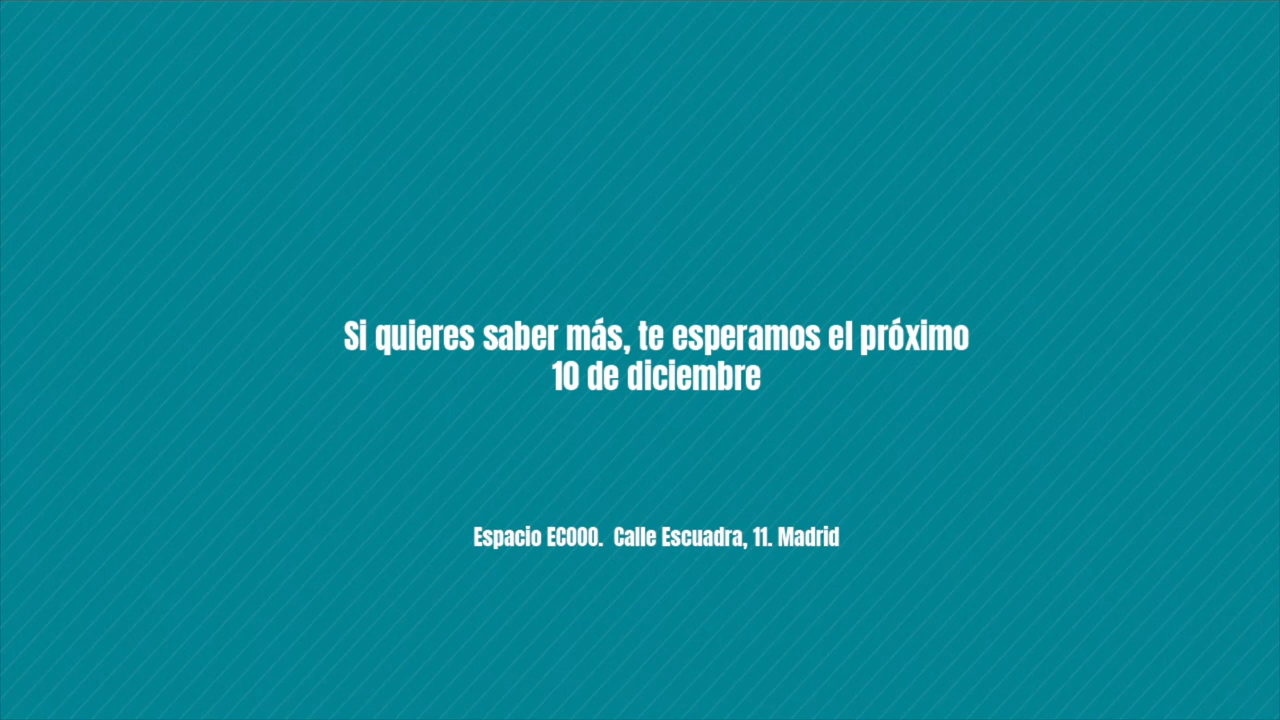 Si quieres saber más, te esperamos el próximo
10 de diciembre
Espacio ECOOO. Calle Escuadra, 11. Madrid